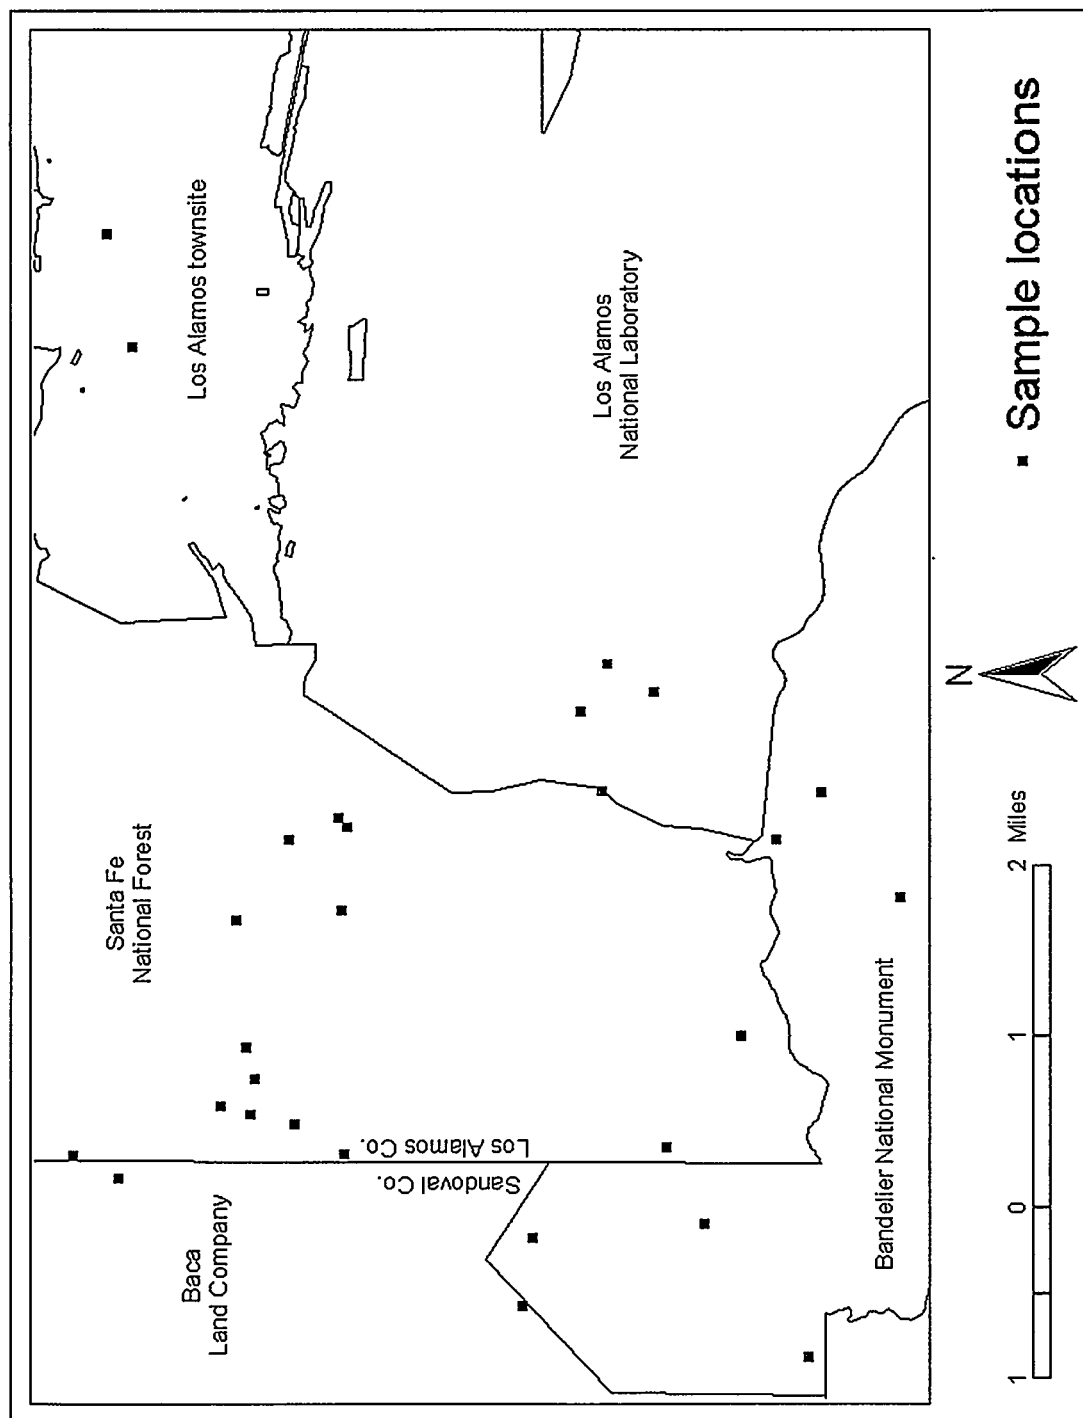 Los Alamos townsite
Santa Fe
National Forest
Baca
Land Company
Los Alamos
National Laboratory
Sandoval Co.
Los Alamos Co.
Bandelier National Monument
1 0 1 2 Miles
N
Sample locations